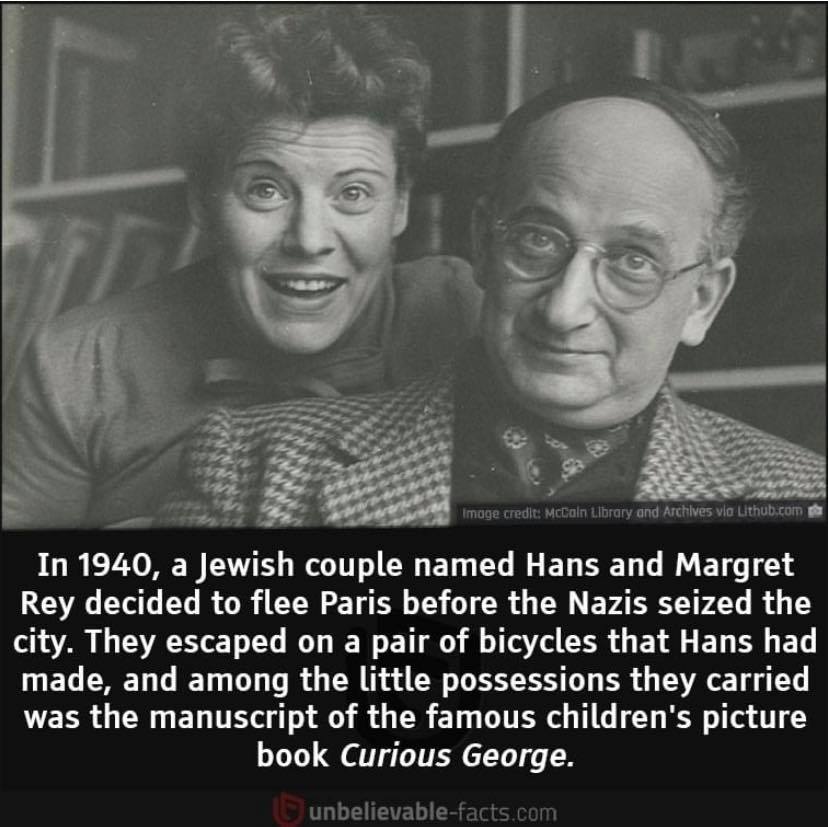 Image credit: McCain Library and Archives via Lithub.com
In 1940, a Jewish couple named Hans and Margret
Rey decided to flee Paris before the Nazis seized the
city. They escaped on a pair of bicycles that Hans had
made, and among the little possessions they carried
was the manuscript of the famous children's picture
book Curious George.
unbelievable-facts.com